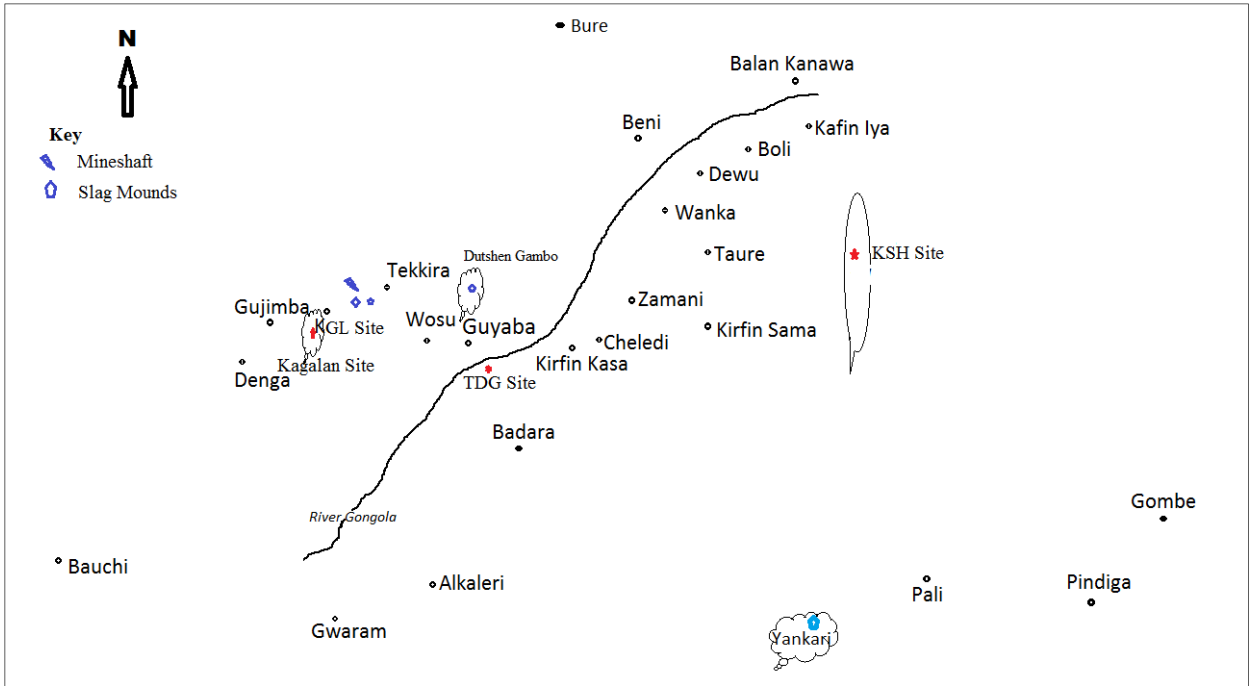 Bure
N
Balan Kanawa
Beni
Kafin Iya
Key
Boli
Mineshaft
Dewu
Slag Mounds
Wanka
Taure
KSH Site
Dutshen Gambo
Tekkira
Zamani
Gujimba
KGL Site
Wosu
Guyaba
Kirfin Sama
Cheledi
Kagalan Site
Kirfin Kasa
Denga
TDG Site
Badara
Gombe
River Gongola
Bauchi
Alkaleri
Pali
Pindiga
Gwaram
Yankari